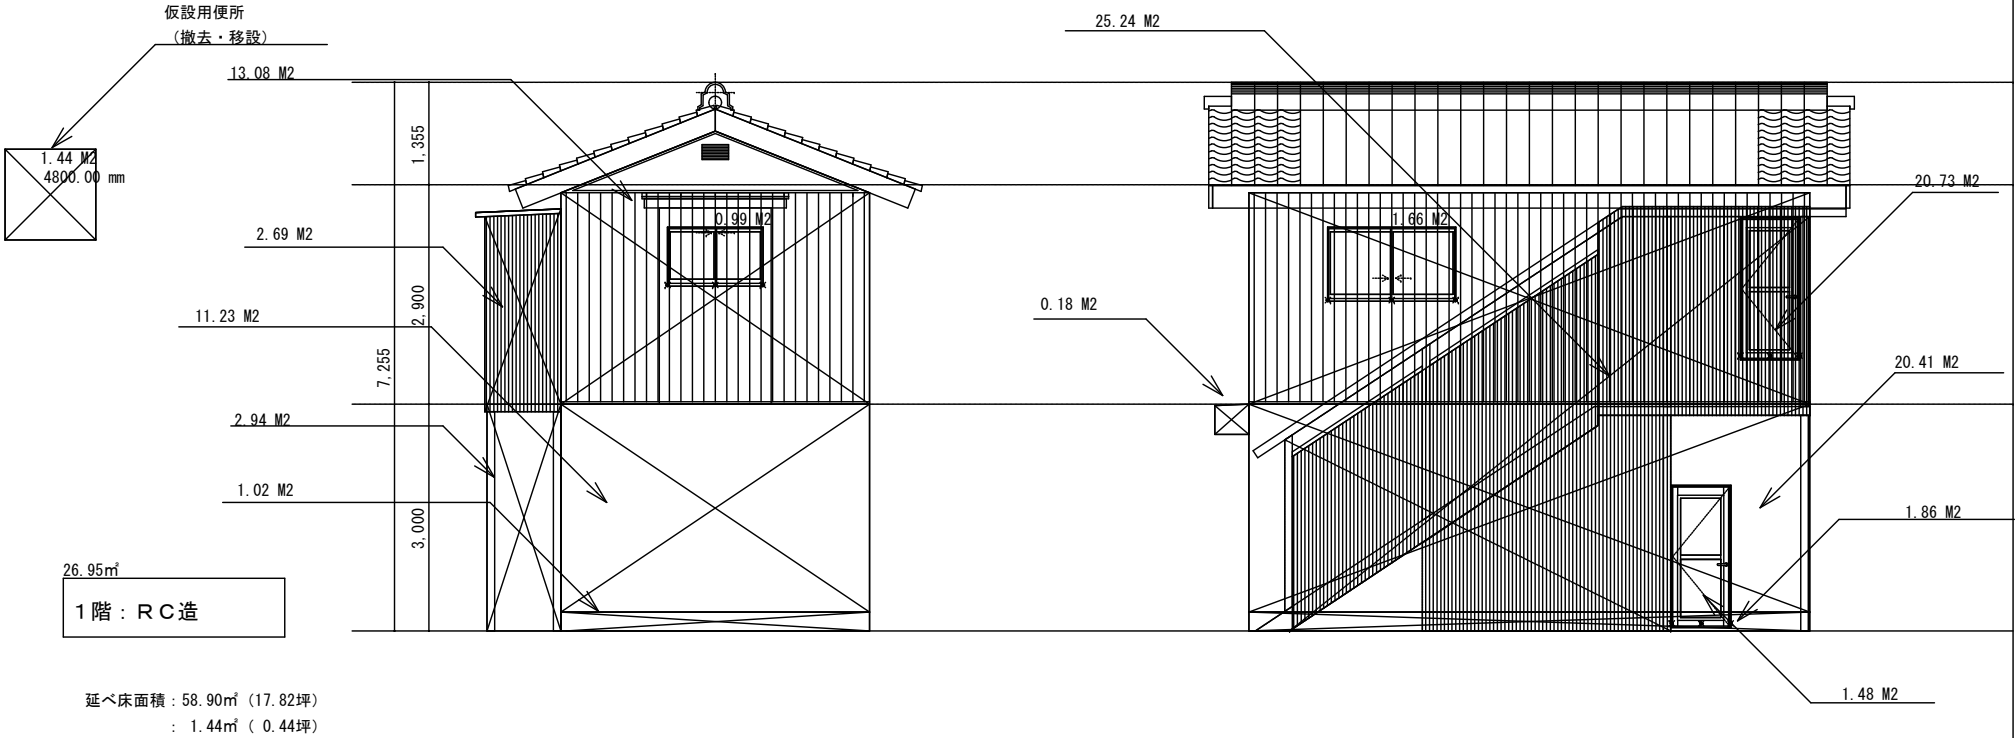 仮設用便所
（撤去・移設）
25.24 M2
13.08 M2
1,355
1.44 M2
4800.00 mm
20.73 M2
0.99 M2
1.66 M2
2.69 M2
2,900
0.18 M2
11.23 M2
7,255
20.41 M2
2.94 M2
1.02 M2
3,000
1.86 M2
26.95㎡
1階：ＲＣ造
1.48 M2
延べ床面積：58.90㎡（17.82坪）
： 1.44㎡（ 0.44坪）